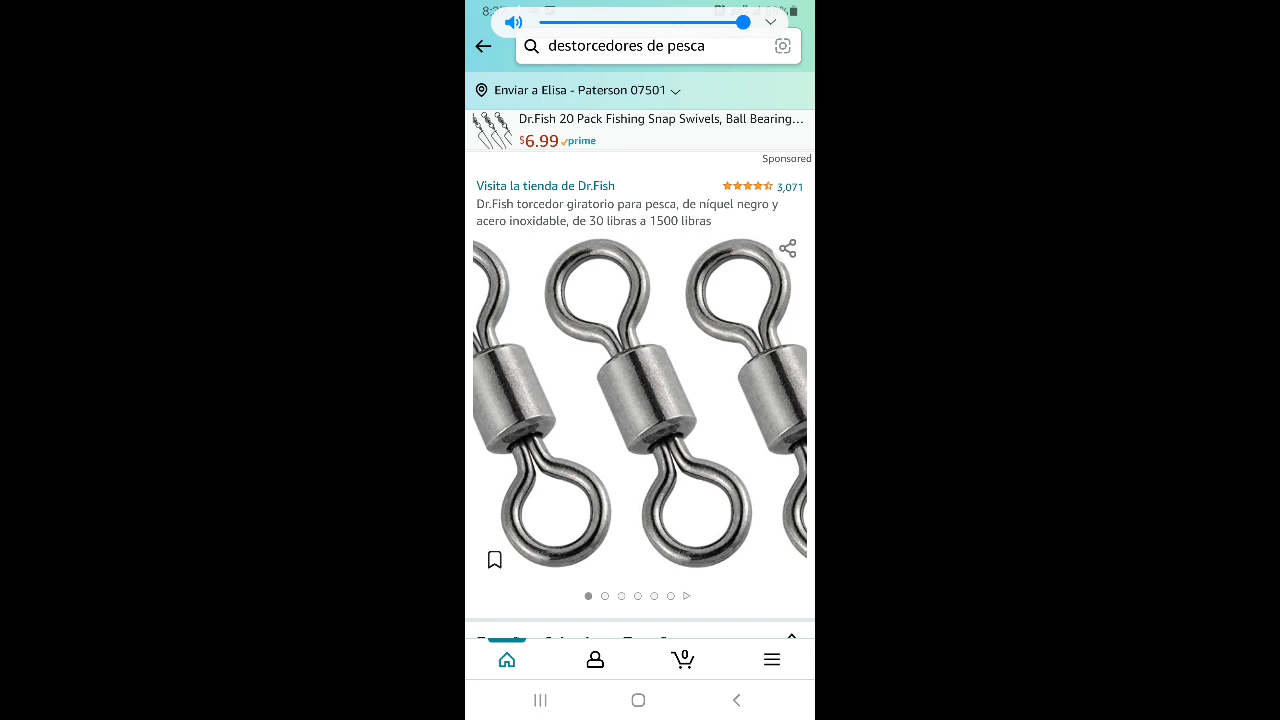 destorcedores de pesca
Enviar a Elisa - Paterson 07501
Dr.Fish 20 Pack Fishing Snap Swivels, Ball Bearing...
$6.99 prime
Sponsored
Visita la tienda de Dr.Fish
3,071
Dr.Fish torcedor giratorio para pesca, de níquel negro y
acero inoxidable, de 30 libras a 1500 libras
0